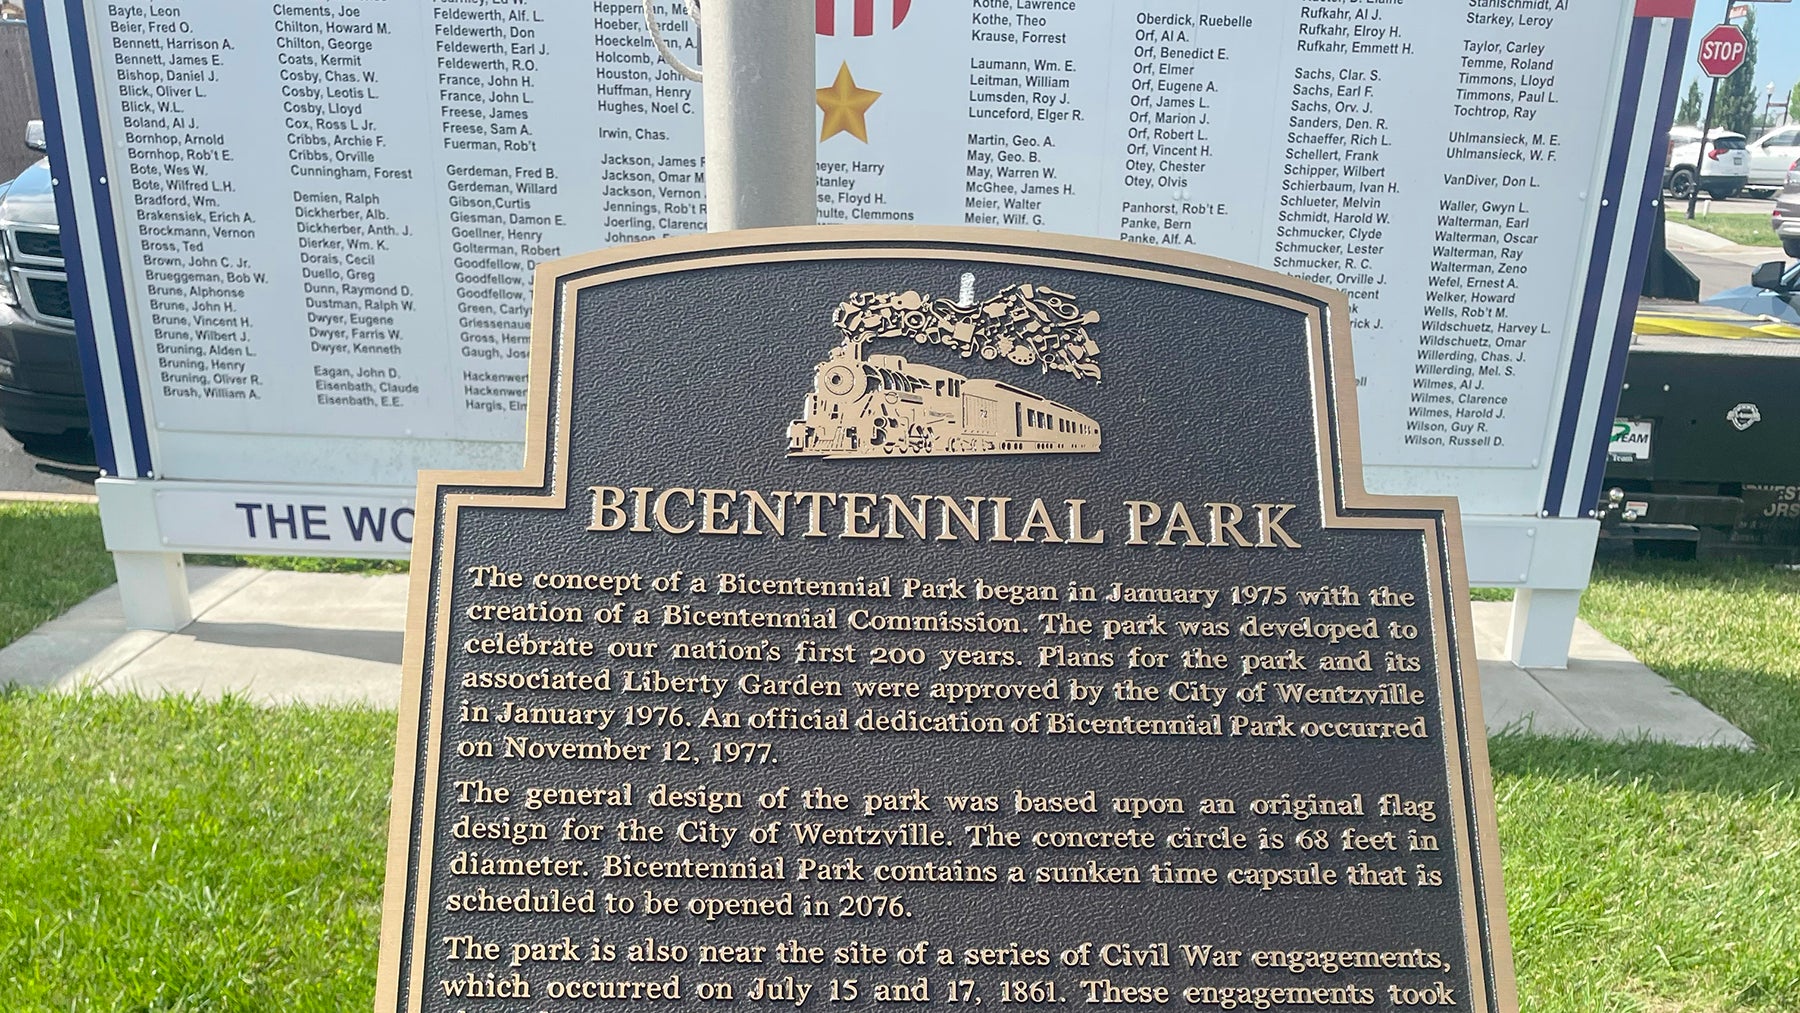 Bayte, Leon
Beier, Fred O.
Bennett, Harrison A.
Bennett, James E.
Bishop, Daniel J.
Blick, Oliver L.
Blick, W.L.
Boland, Al J.
Bornhop, Arnold
Bornhop, Rob't E.
Bote, Wes W.
Bote, Wilfred L.H.
Bradford, Wm.
Brakensiek, Erich A.
Brockmann, Vernon
Bross, Ted
Brown, John C. Jr.
Brueggeman, Bob W.
Brune, Alphonse
Brune, John H.
Brune, Vincent H.
Brune, Wilbert J.
Bruning, Alden L.
Bruning, Henry
Bruning, Oliver R.
Brush, William A.
Clements, Joe
Chilton, Howard M.
Chilton, George
Coats, Kermit
Cosby, Chas. W.
Cosby, Leotis L.
Cosby, Lloyd
Cox, Ross L Jr.
Cribbs, Archie F.
Cribbs, Orville
Cunningham, Forest
Demien, Ralph
Dickherber, Alb.
Dickherber, Anth. J.
Dierker, Wm. K.
Dorais, Cecil
Duello, Greg
Dunn, Raymond D.
Dustman, Ralph W.
Dwyer, Eugene
Dwyer, Farris W.
Dwyer, Kenneth
Eagan, John D.
Eisenbath, Claude
Eisenbath, E.E.
Feldewerth, Alf. L.
Feldewerth, Don
Feldewerth, Earl J.
Feldewerth, R.O.
France, John H.
France, John L.
Freese, James
Freese, Sam A.
Fuerman, Rob't
Gerdeman, Fred B.
Gerdeman, Willard
Gibson,Curtis
Giesman, Damon E.
Goellner, Henry
Golterman, Robert
Goodfellow,
Goodfellow,
Goodfellow,
Green,
Gross,
Gaugh,
Hoeber,
Holcomb,
Houston, John
Huffman, Henry
Hughes, Noel C.
Irwin, Chas.
Jackson, James
Jackson, Omar M
Jackson, Vernon
Jennings, Rob't
Joerling, Clarence
Harry
Stanley
Floyd H.
Clemmons
Kothe, Lawrence
Kothe, Theo
Krause, Forrest
Laumann, Wm. E.
Leitman, William
Lumsden, Roy J.
Lunceford, Elger R.
Martin, Geo. A.
May, Geo. B.
May, Warren W.
McGhee, James H.
Meier, Walter
Meier, Wilf. G.
Oberdick, Ruebelle
Orf, Al A.
Orf, Benedict E.
Orf, Elmer
Orf, Eugene A.
Orf, James L.
Orf, Marion J.
Orf, Robert L.
Orf, Vincent H.
Otey, Chester
Otey, Olvis
Panhorst, Rob't E.
Panke, Bern
Panke, Alf. A.
Rufkahr, Al J.
Rufkahr, Elroy H.
Rufkahr, Emmett H.
Sachs, Clar. S.
Sachs, Earl F.
Sachs, Orv. J.
Sanders, Den. R.
Schaeffer, Rich L.
Schellert, Frank
Schipper, Wilbert
Schierbaum, Ivan H.
Schlueter, Melvin
Schmidt, Harold W.
Schmucker, Clyde
Schmucker, Lester
Schmucker, R. C.
Orville J.
Stanischmidt, Al
Starkey, Leroy
Taylor, Carley
Temme, Roland
Timmons, Lloyd
Timmons, Paul L.
Tochtrop, Ray
Uhlmansieck, M. E.
Uhlmansieck, W. F.
VanDiver, Don L.
Waller, Gwyn L.
Walterman, Earl
Walterman, Oscar
Walterman, Ray
Walterman, Zeno
Wefel, Ernest A.
Welker, Howard
Wells, Rob't M.
Wildschuetz, Harvey L.
Wildschuetz, Omar
Willerding, Chas. J.
Willerding, Mel. S.
Wilmes, Al J.
Wilmes, Clarence
Wilmes, Harold J.
Wilson, Guy R.
Wilson, Russell D.
STOP
TEAM
THE WO
72
BICENTENNIAL PARK
The concept of a Bicentennial Park began in January 1975 with the
creation of a Bicentennial Commission. The park was developed to
celebrate our nation's first 200 years. Plans for the park and its
associated Liberty Garden were approved by the City of Wentzville
in January 1976. An official dedication of Bicentennial Park occurred
on November 12, 1977.
The general design of the park was based upon an original flag
design for the City of Wentzville. The concrete circle is 68 feet in
diameter. Bicentennial Park contains a sunken time capsule that is
scheduled to be opened in 2076.
The park is also near the site of a series of Civil War engagements,
which occurred on July 15 and 17, 1861. These engagements took